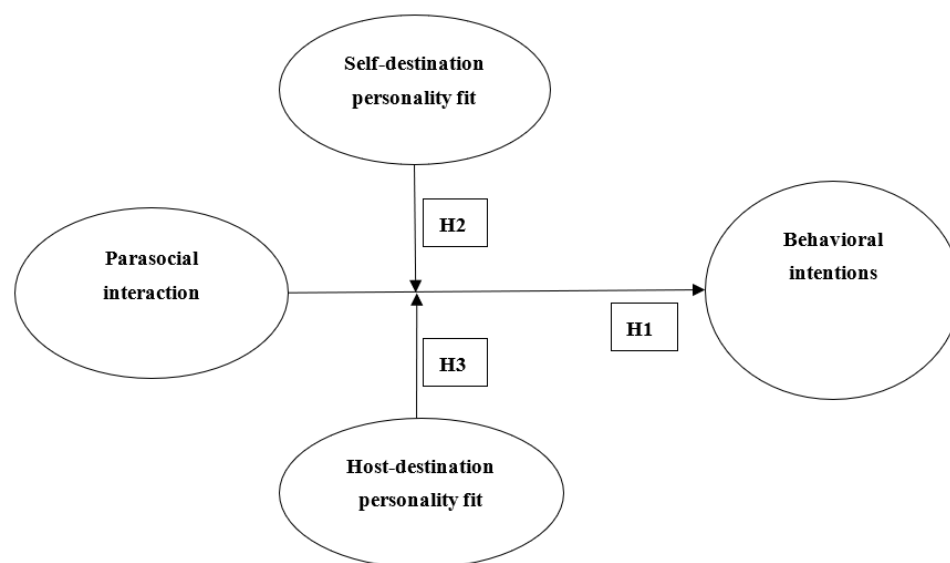 Self-destination
personality fit
H2
Parasocial
interaction
Behavioral
intentions
H1
H3
Host-destination
personality fit